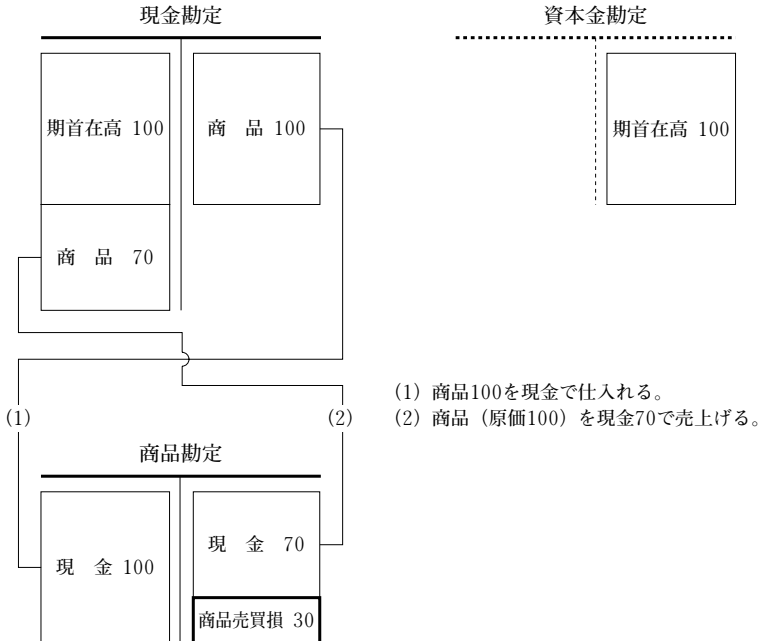 現金勘定
資本金勘定
期首在高 100
商 品 100
期首在高 100
商 品 70
(1)
(2)
(1) 商品100を現金で仕入れる。
(2) 商品（原価100）を現金70で売上げる。
商品勘定
現 金 100
現 金 70
商品売買損 30